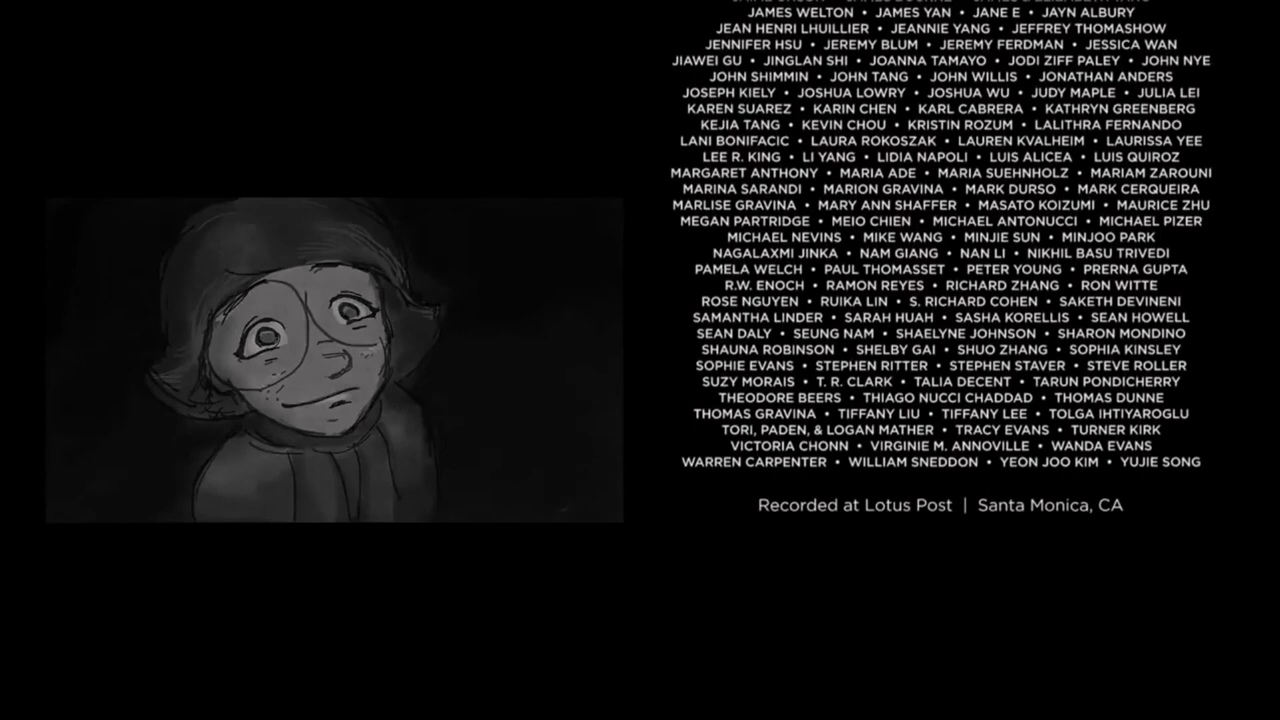 JAMES WELTON • JAMES YAN • JANE E • JAYN ALBURY
JEAN HENRI LHUILLIER • JEANNIE YANG • JEFFREY THOMASHOW
JENNIFER HSU • JEREMY BLUM • JEREMY FERDMAN • JESSICA WAN
JIAWEI GU • JINGLAN SHI • JOANNA TAMAYO • JODI ZIFF PALEY • JOHN NYE
JOHN SHIMMIN • JOHN TANG • JOHN WILLIS • JONATHAN ANDERS
JOSEPH KIELY • JOSHUA LOWRY • JOSHUA WU • JUDY MAPLE • JULIA LEI
KAREN SUAREZ • KARIN CHEN • KARL CABRERA • KATHRYN GREENBERG
KEJIA TANG • KEVIN CHOU • KRISTIN ROZUM • LALITHRA FERNANDO
LANI BONIFACIC • LAURA ROKOSZAK • LAUREN KVALHEIM • LAURISSA YEE
LEE R. KING • LI YANG • LIDIA NAPOLI • LUIS ALICEA • LUIS QUIROZ
MARGARET ANTHONY • MARIA ADE • MARIA SUEHNHOLZ • MARIAM ZAROUNI
MARINA SARANDI • MARION GRAVINA • MARK DURSO • MARK CERQUEIRA
MARLISE GRAVINA • MARY ANN SHAFFER • MASATO KOIZUMI • MAURICE ZHU
MEGAN PARTRIDGE • MEIO CHIEN • MICHAEL ANTONUCCI • MICHAEL PIZER
MICHAEL NEVINS • MIKE WANG • MINJIE SUN • MINJOO PARK
NAGALAXMI JINKA • NAM GIANG • NAN LI • NIKHIL BASU TRIVEDI
PAMELA WELCH • PAUL THOMASSET • PETER YOUNG • PRERNA GUPTA
R.W. ENOCH • RAMON REYES • RICHARD ZHANG • RON WITTE
ROSE NGUYEN • RUIKA LIN • S. RICHARD COHEN • SAKETH DEVINENI
SAMANTHA LINDER • SARAH HUAH • SASHA KORELLIS • SEAN HOWELL
SEAN DALY • SEUNG NAM • SHAELYNE JOHNSON • SHARON MONDINO
SHAUNA ROBINSON • SHELBY GAI • SHUO ZHANG • SOPHIA KINSLEY
SOPHIE EVANS • STEPHEN RITTER • STEPHEN STAVER • STEVE ROLLER
SUZY MORAIS • T. R. CLARK • TALIA DECENT • TARUN PONDICHERRY
THEODORE BEERS • THIAGO NUCCI CHADDAD • THOMAS DUNNE
THOMAS GRAVINA • TIFFANY LIU • TIFFANY LEE • TOLGA IHTIYAROGLU
TORI, PADEN, & LOGAN MATHER • TRACY EVANS • TURNER KIRK
VICTORIA CHONN • VIRGINIE M. ANNOVILLE • WANDA EVANS
WARREN CARPENTER • WILLIAM SNEDDON • YEON JOO KIM • YUJIE SONG
Recorded at Lotus Post | Santa Monica, CA